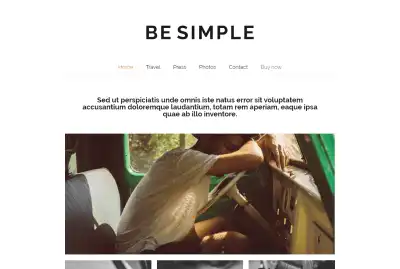 BE SIMPLE
Home Travel Press Photos Contact Buy now
Sed ut perspiciatis unde omnis iste natus error sit voluptatem
accusantium doloremque laudantium, totam rem aperiam, eaque ipsa
quae ab illo inventore.